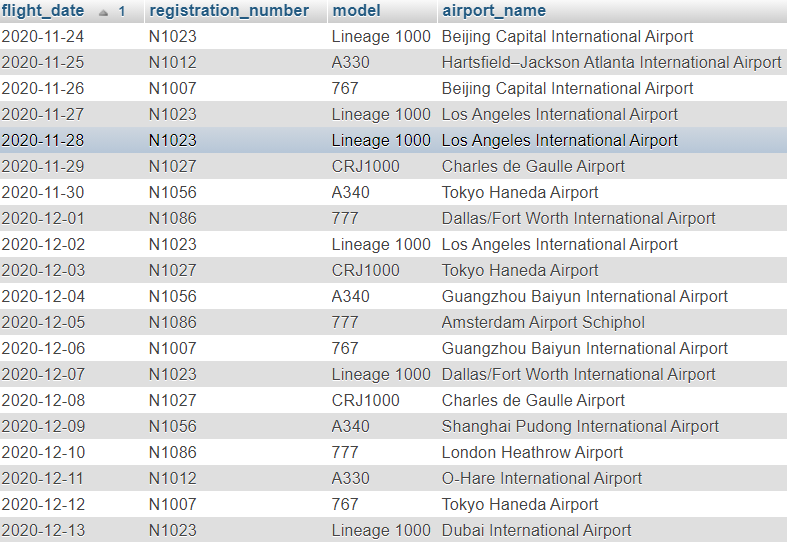 flight_date 1 registration_number model airport_name
2020-11-24 N1023 Lineage 1000 Beijing Capital International Airport
2020-11-25 N1012 A330 Hartsfield–Jackson Atlanta International Airport
2020-11-26 N1007 767 Beijing Capital International Airport
2020-11-27 N1023 Lineage 1000 Los Angeles International Airport
2020-11-28 N1023 Lineage 1000 Los Angeles International Airport
2020-11-29 N1027 CRJ1000 Charles de Gaulle Airport
2020-11-30 N1056 A340 Tokyo Haneda Airport
2020-12-01 N1086 777 Dallas/Fort Worth International Airport
2020-12-02 N1023 Lineage 1000 Los Angeles International Airport
2020-12-03 N1027 CRJ1000 Tokyo Haneda Airport
2020-12-04 N1056 A340 Guangzhou Baiyun International Airport
2020-12-05 N1086 777 Amsterdam Airport Schiphol
2020-12-06 N1007 767 Guangzhou Baiyun International Airport
2020-12-07 N1023 Lineage 1000 Dallas/Fort Worth International Airport
2020-12-08 N1027 CRJ1000 Charles de Gaulle Airport
2020-12-09 N1056 A340 Shanghai Pudong International Airport
2020-12-10 N1086 777 London Heathrow Airport
2020-12-11 N1012 A330 O-Hare International Airport
2020-12-12 N1007 767 Tokyo Haneda Airport
2020-12-13 N1023 Lineage 1000 Dubai International Airport